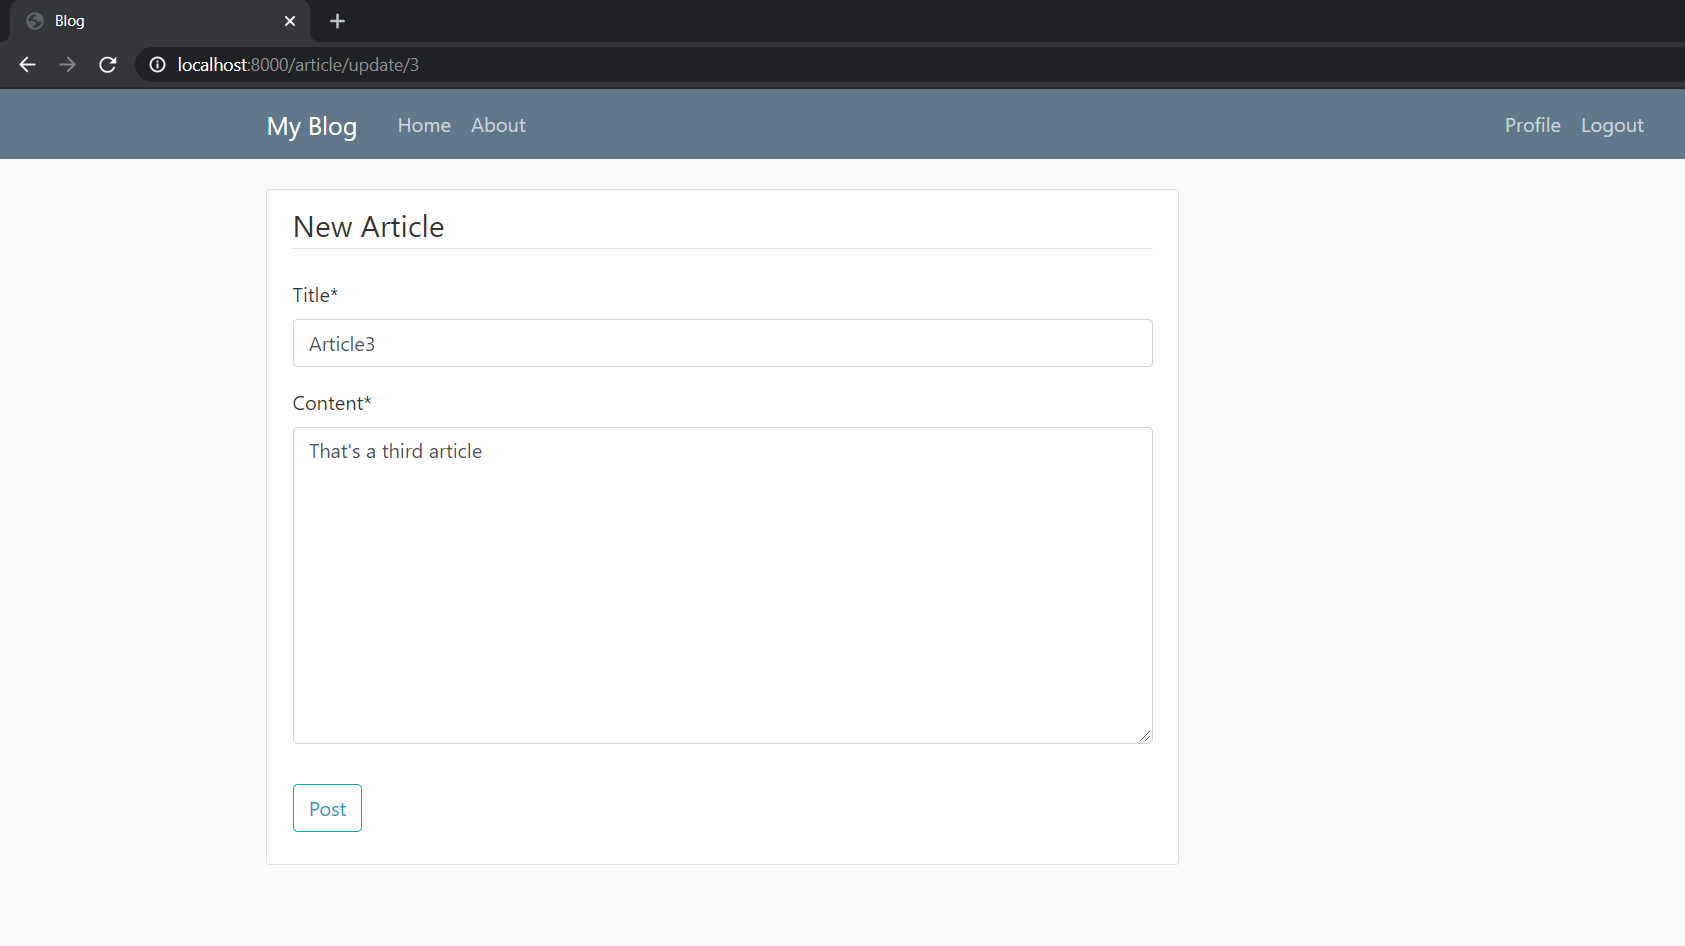 Blog
localhost:8000/article/update/3
My Blog Home About Profile Logout
New Article
Title*
Article3
Content*
That's a third article
Post